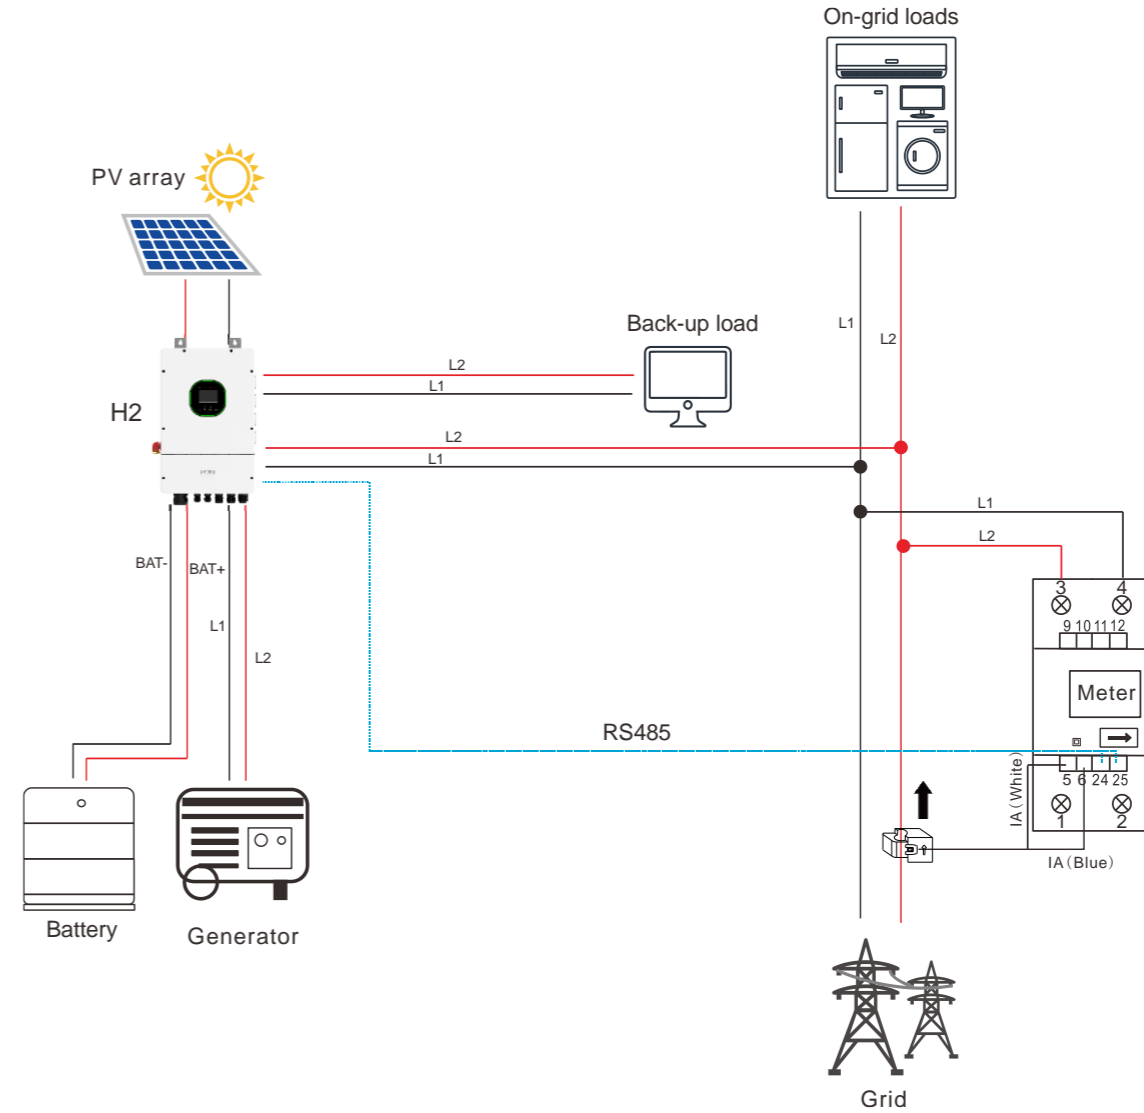 On-grid loads
PV array
L1
L2
Back-up load
H2
L2
L1
L2
L1
L1
L2
BAT-
BAT+
L1
L2
3 4
9 10 11 12
Meter
RS485
5 6 24 25
1 2
IA (White)
IA (Blue)
Battery
Generator
Grid